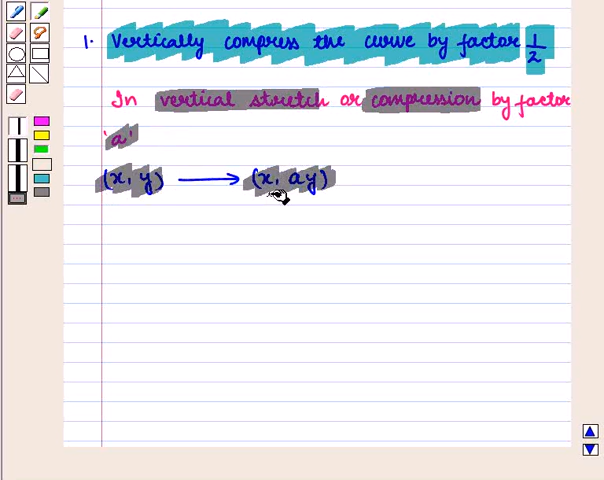 1. Vertically compress the curve by factor 1/2
In vertical stretch or compression by factor
'a'
(x, y) → (x, ay)